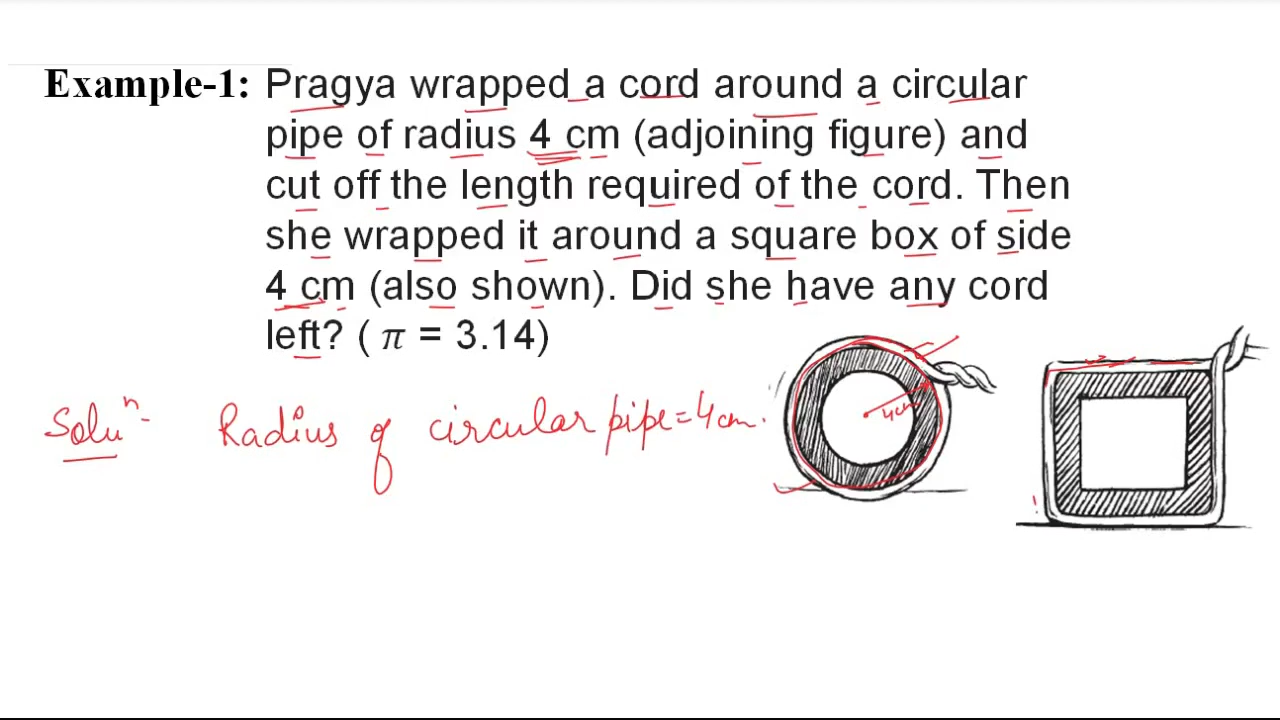 Example-1: Pragya wrapped a cord around a circular
pipe of radius 4 cm (adjoining figure) and
cut off the length required of the cord. Then
she wrapped it around a square box of side
4 cm (also shown). Did she have any cord
left? ( π = 3.14)
Soluⁿ- Radius of circular pipe = 4cm.
4cm